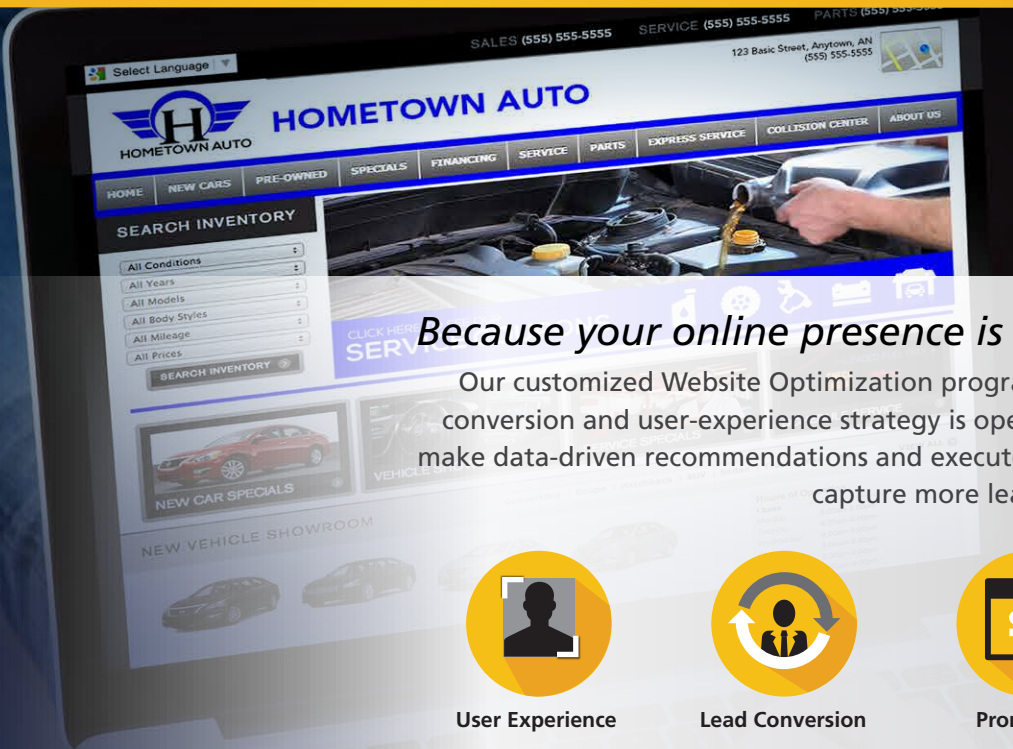 SALES (555) 555-5555 SERVICE (555) 555-5555 PARTS (555) 555-5555
Select Language
123 Basic Street, Anytown, AN
(555) 555-5555
H
HOMETOWN AUTO
HOMETOWN AUTO
HOME NEW CARS PRE-OWNED SPECIALS FINANCING SERVICE PARTS EXPRESS SERVICE COLLISION CENTER ABOUT US
SEARCH INVENTORY
All Conditions
All Years
All Models
All Body Styles
All Mileage
All Prices
SEARCH INVENTORY
CLICK HERE
SERV
Because your online presence is
Our customized Website Optimization progra
conversion and user-experience strategy is ope
make data-driven recommendations and execut
capture more lea
NEW CAR SPECIALS
VEHICLE
SERVICE SPECIALS
NEW VEHICLE SHOWROOM
User Experience
Lead Conversion
Pro